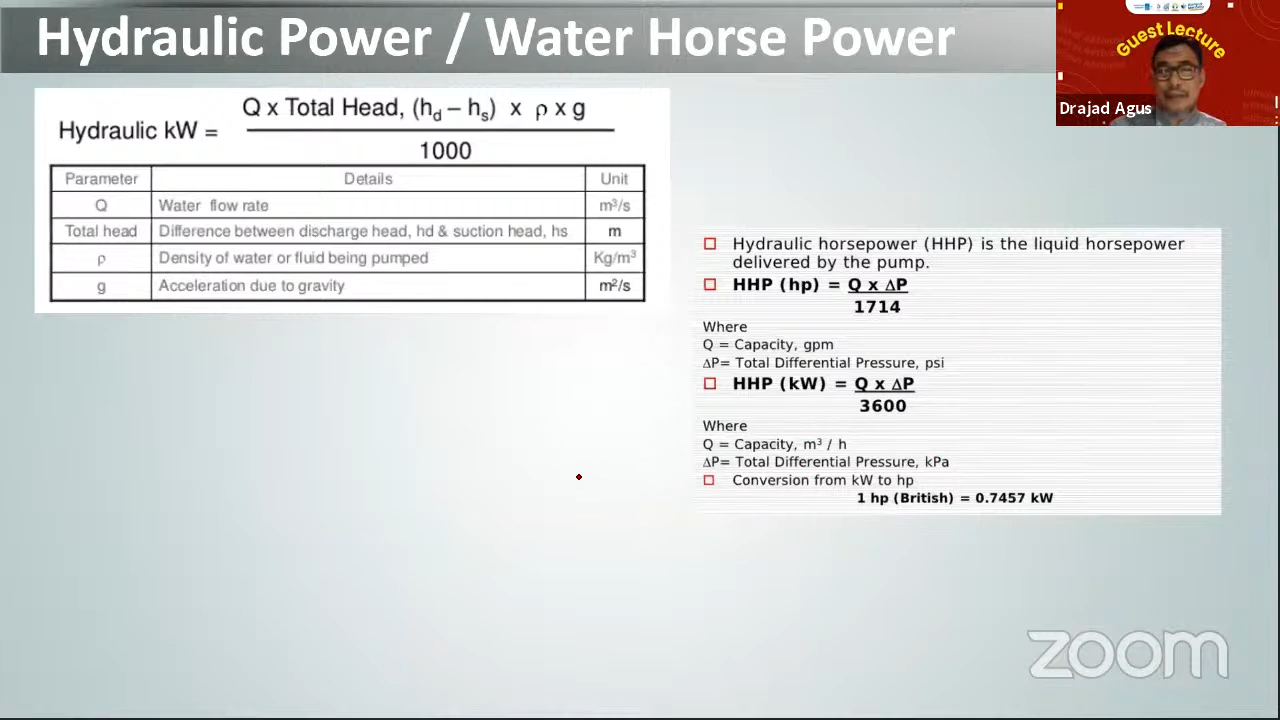 Hydraulic Power / Water Horse Power
Guest Lecture
Drajad Agus
Q x Total Head, (hd – hs) x ρ x g
Hydraulic kW =
1000
Parameter Details Unit
Q Water flow rate m³/s
Total head Difference between discharge head, hd & suction head, hs m
ρ Density of water or fluid being pumped Kg/m³
g Acceleration due to gravity m²/s
Hydraulic horsepower (HHP) is the liquid horsepower
delivered by the pump.
HHP (hp) = Q x ΔP
1714
Where
Q = Capacity, gpm
ΔP= Total Differential Pressure, psi
HHP (kW) = Q x ΔP
3600
Where
Q = Capacity, m³ / h
ΔP= Total Differential Pressure, kPa
Conversion from kW to hp
1 hp (British) = 0.7457 kW
zoom